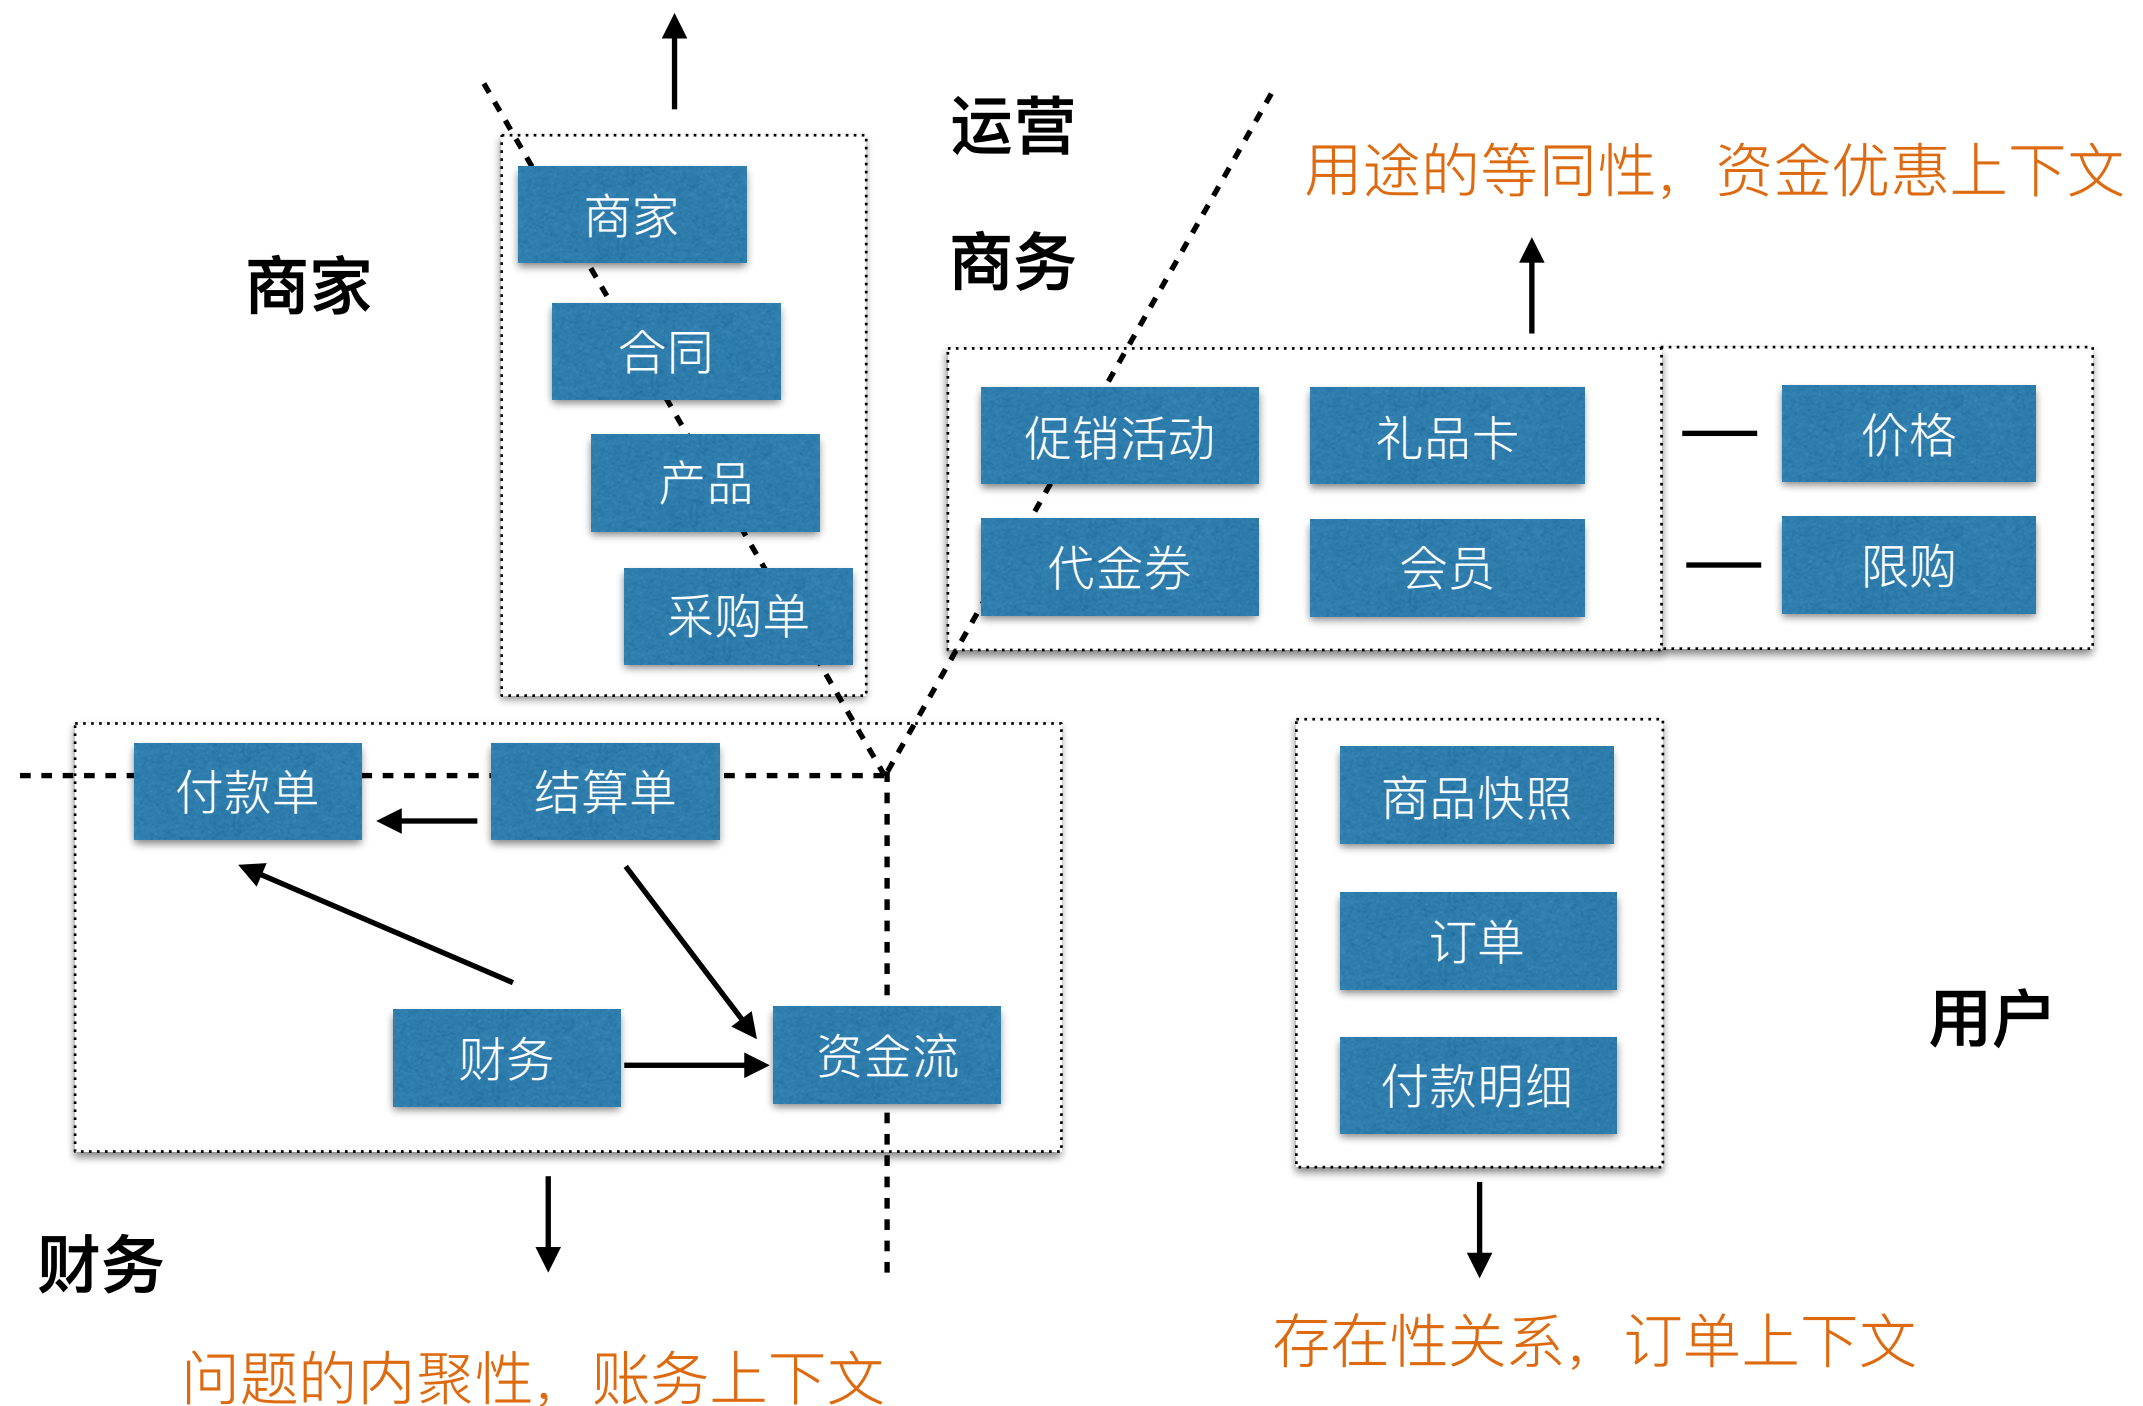 运营
商务
商家
用途的等同性，资金优惠上下文
商家
合同
产品
采购单
促销活动
礼品卡
价格
代金券
会员
限购
付款单
结算单
财务
资金流
商品快照
订单
付款明细
用户
财务
问题的内聚性，账务上下文
存在性关系，订单上下文